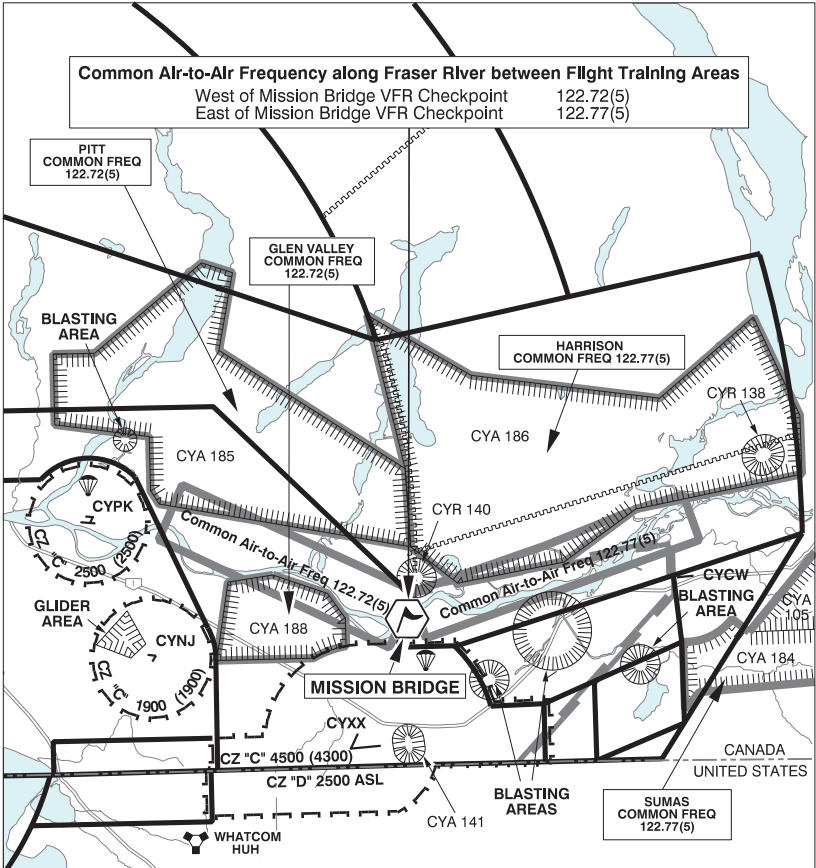 Common Air-to-Air Frequency along Fraser River between Flight Training Areas
West of Mission Bridge VFR Checkpoint 122.72(5)
East of Mission Bridge VFR Checkpoint 122.77(5)
PITT
COMMON FREQ
122.72(5)
GLEN VALLEY
COMMON FREQ
122.72(5)
BLASTING
AREA
HARRISON
COMMON FREQ 122.77(5)
CYR 138
CYA 186
CYA 185
CYPK
CZ "C" 2500 (2500)
CYR 140
Common Air-to-Air Freq 122.72(5)
Common Air-to-Air Freq 122.77(5)
1
CYCW
BLASTING
AREA
CYA
105
GLIDER
AREA
CYA 188
CYNJ
CYA 184
CZ "C" 1900 (1900)
MISSION BRIDGE
CYXX
CZ "C" 4500 (4300)
CANADA
UNITED STATES
CZ "D" 2500 ASL
BLASTING
AREAS
CYA 141
SUMAS
COMMON FREQ
122.77(5)
WHATCOM
HUH